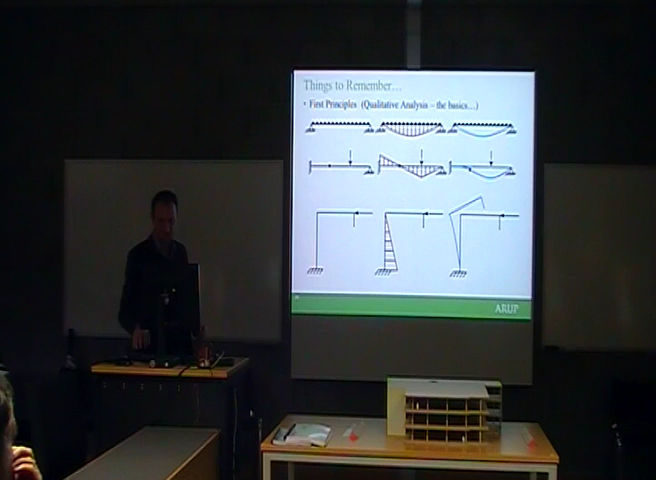 Things to Remember…
• First Principles (Qualitative Analysis – the basics…)
ARUP